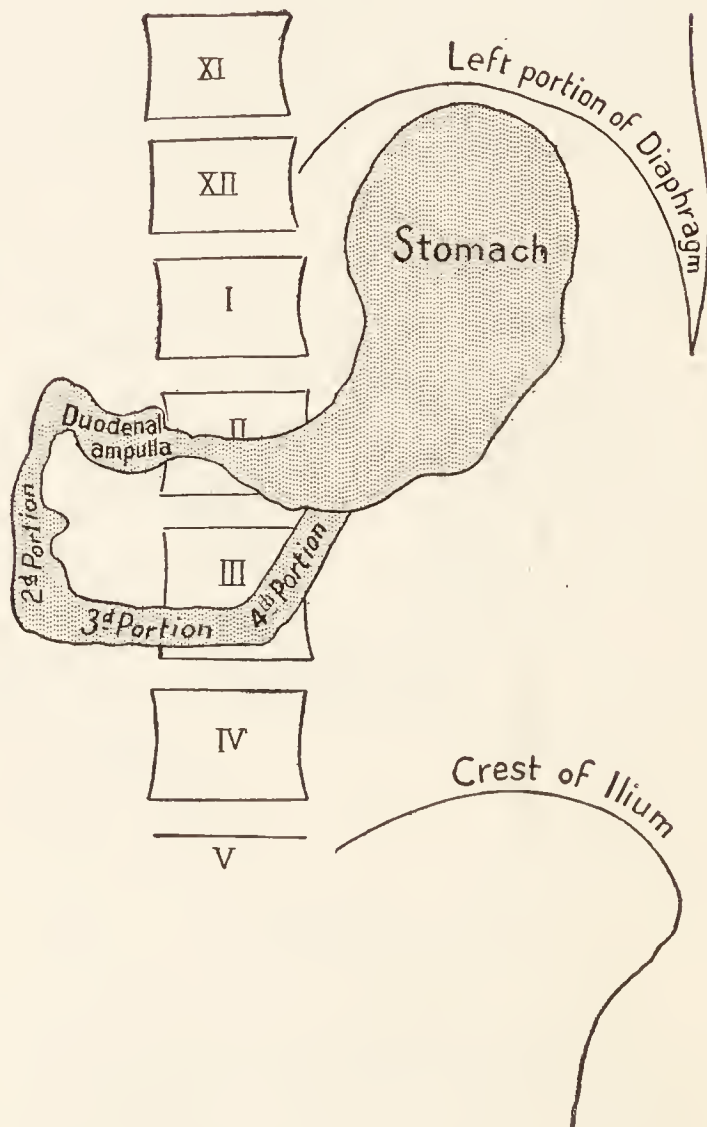 XI
Left portion of Diaphragm
XII
Stomach
I
II
Duodenal
ampulla
2d Portion
III
4th Portion
3d Portion
IV
Crest of Ilium
V